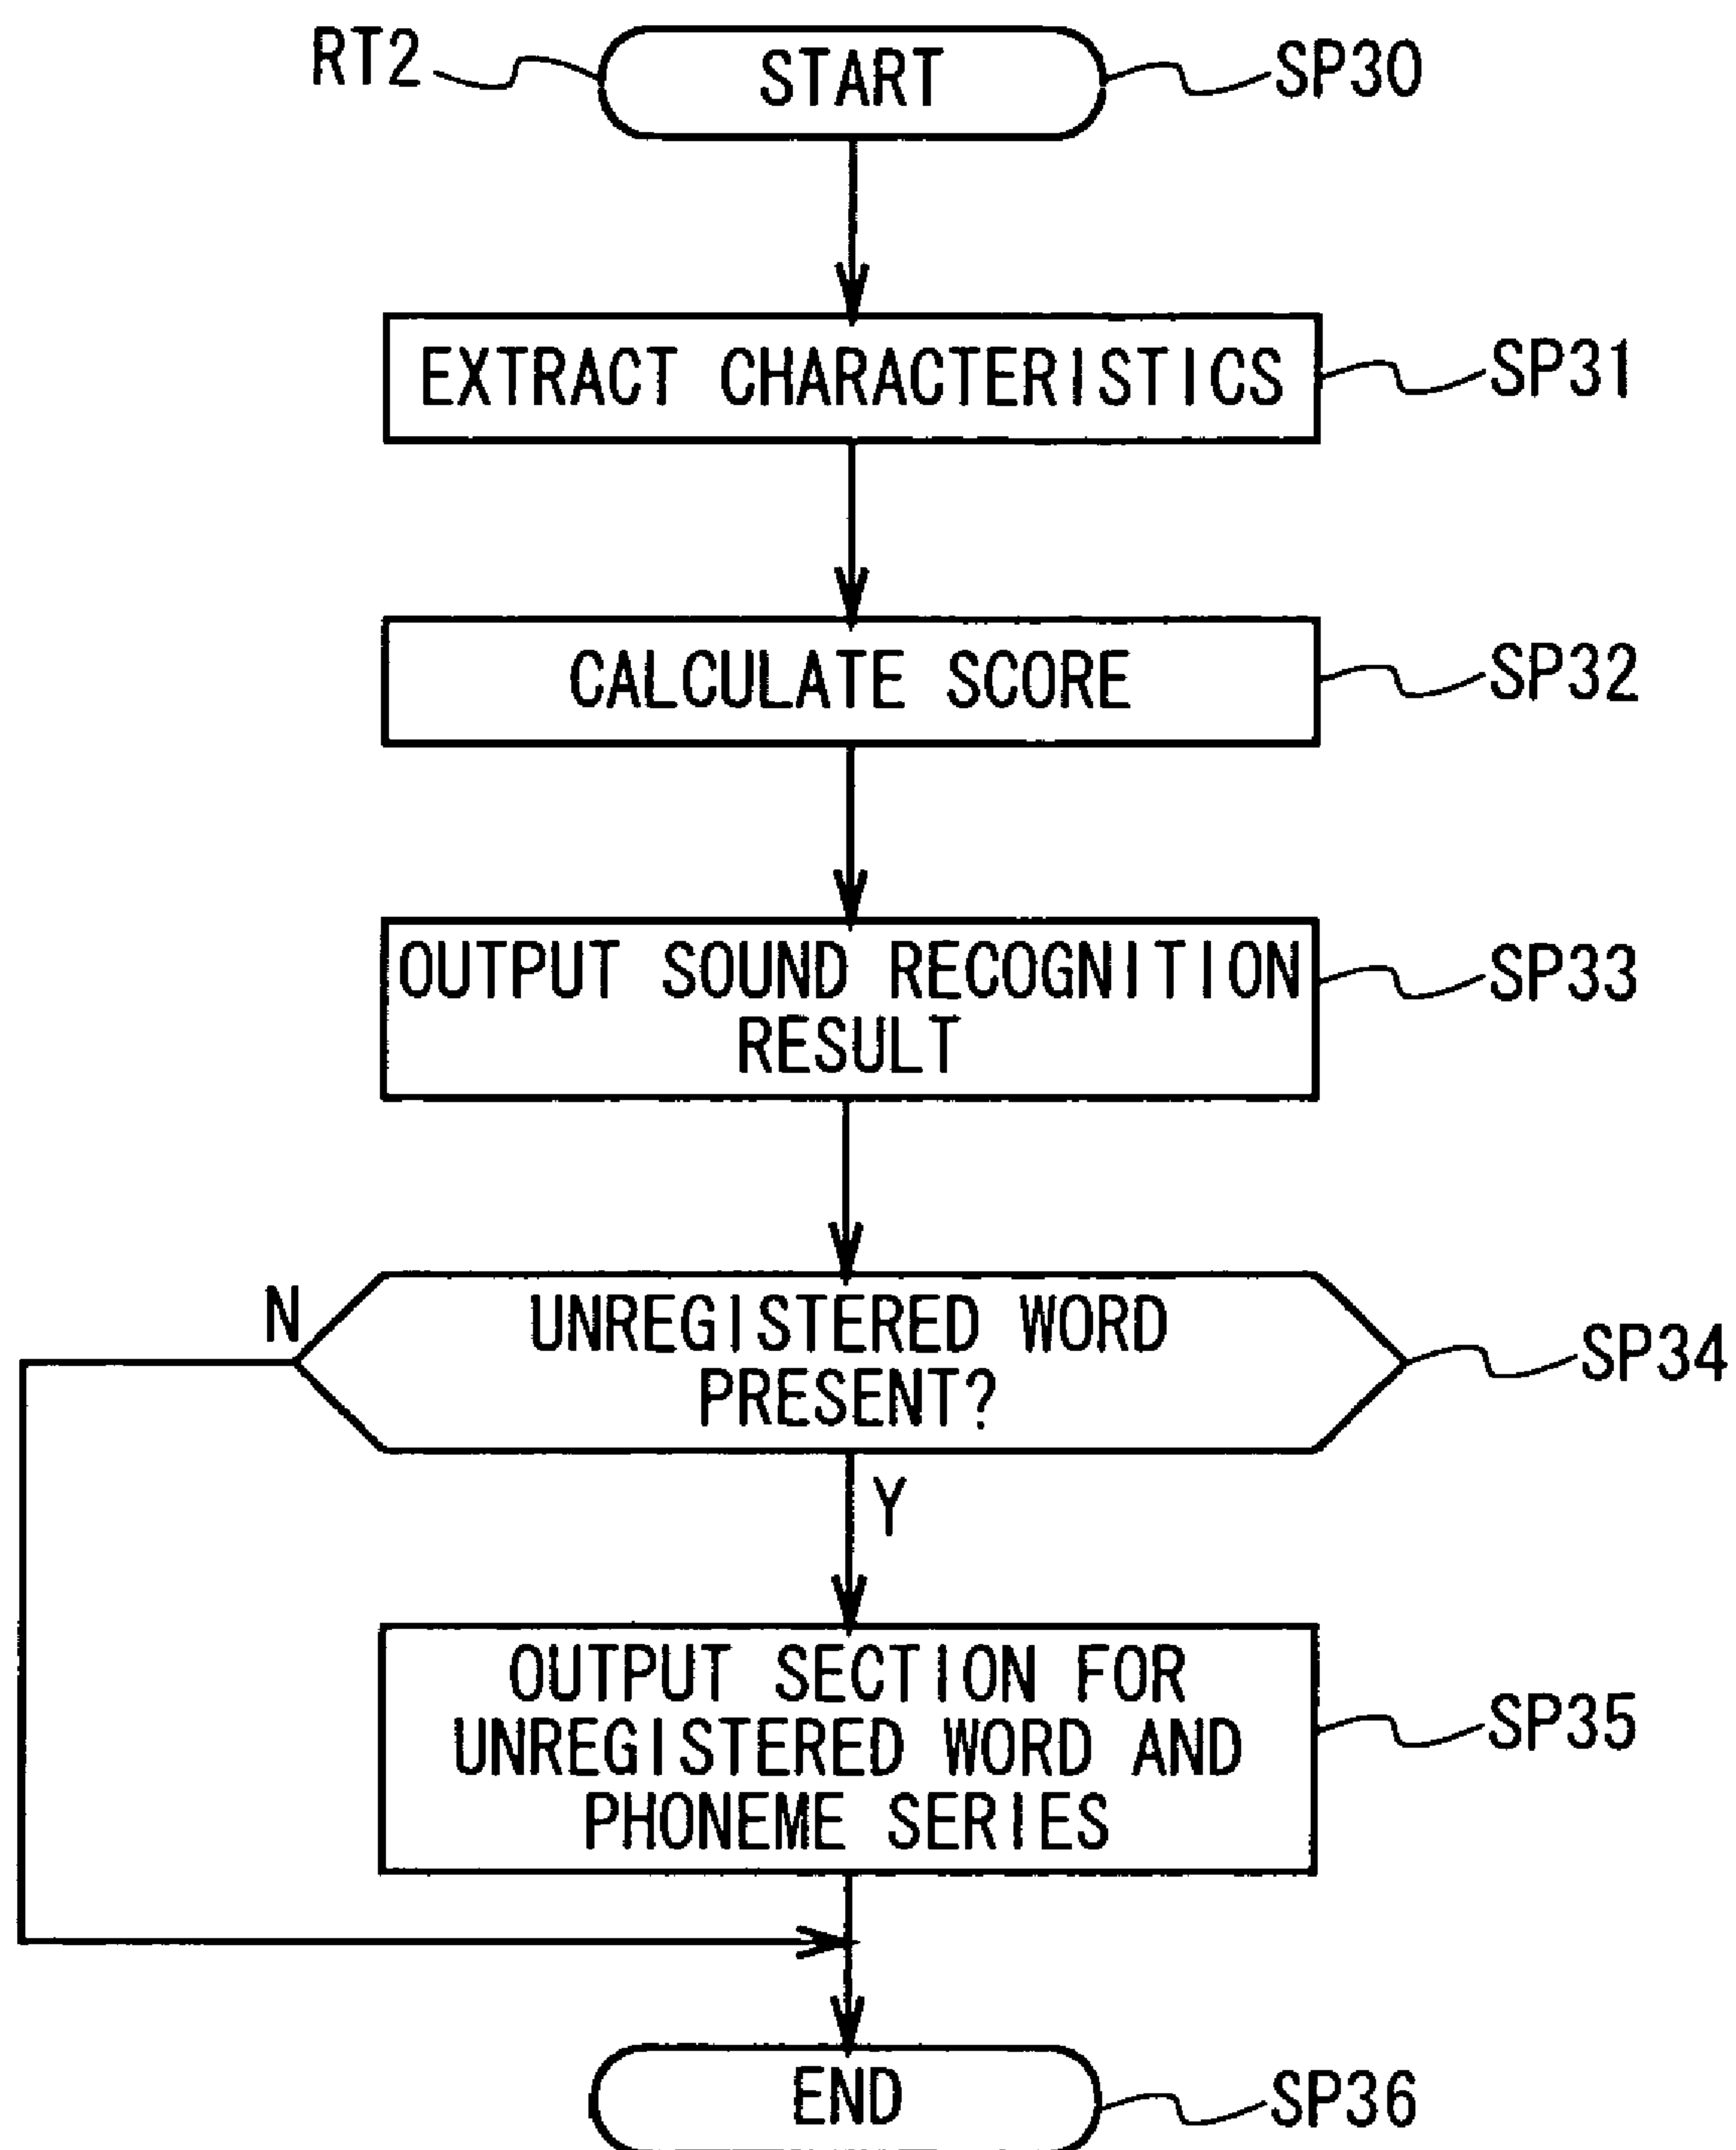 RT2
START
SP30
EXTRACT CHARACTERISTICS
SP31
CALCULATE SCORE
SP32
OUTPUT SOUND RECOGNITION
RESULT
SP33
N
UNREGISTERED WORD
PRESENT?
SP34
Y
OUTPUT SECTION FOR
UNREGISTERED WORD AND
PHONEME SERIES
SP35
END
SP36